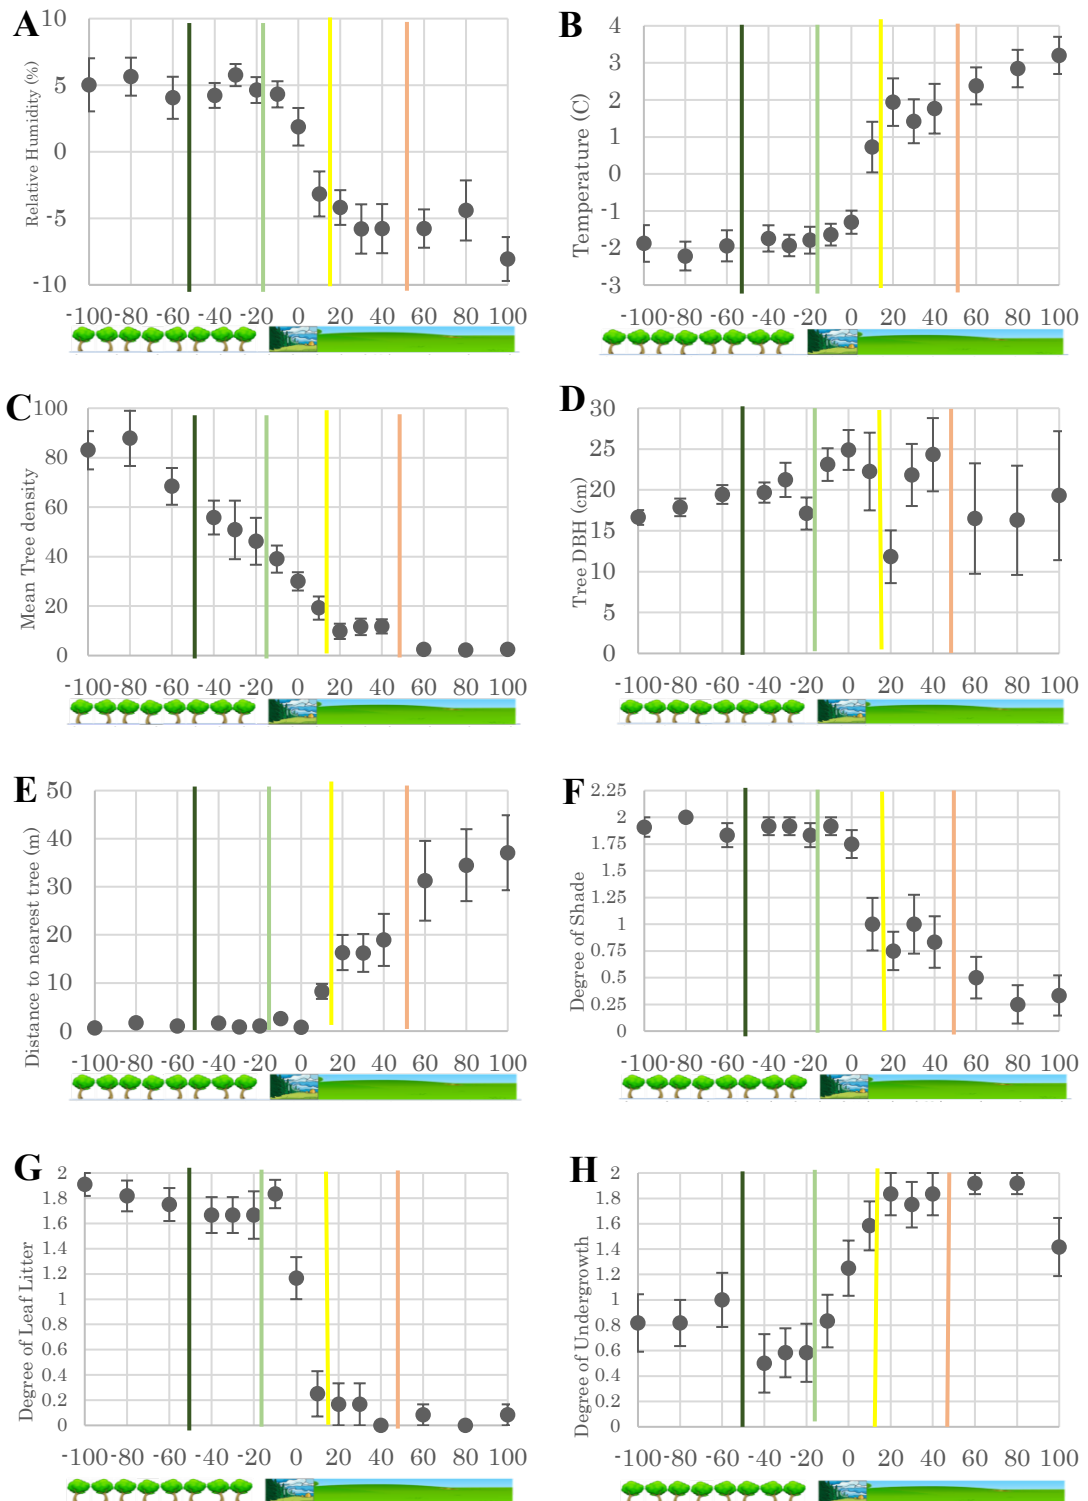 A
Relative Humidity (%)
10
5
0
-5
-10
-100 -80 -60 -40 -20 0 20 40 60 80 100
B
Temperature (C)
4
3
2
1
0
-1
-2
-3
-100 -80 -60 -40 -20 0 20 40 60 80 100
C
Mean Tree density
100
80
60
40
20
0
-100 -80 -60 -40 -20 0 20 40 60 80 100
D
Tree DBH (cm)
30
25
20
15
10
5
0
-100 -80 -60 -40 -20 0 20 40 60 80 100
E
Distance to nearest tree (m)
50
40
30
20
10
0
-100 -80 -60 -40 -20 0 20 40 60 80 100
F
Degree of Shade
2.25
2
1.75
1.5
1.25
1
0.75
0.5
0.25
0
-100 -80 -60 -40 -20 0 20 40 60 80 100
G
Degree of Leaf Litter
2
1.8
1.6
1.4
1.2
1
0.8
0.6
0.4
0.2
0
-100 -80 -60 -40 -20 0 20 40 60 80 100
H
Degree of Undergrowth
2
1.8
1.6
1.4
1.2
1
0.8
0.6
0.4
0.2
0
-100 -80 -60 -40 -20 0 20 40 60 80 100